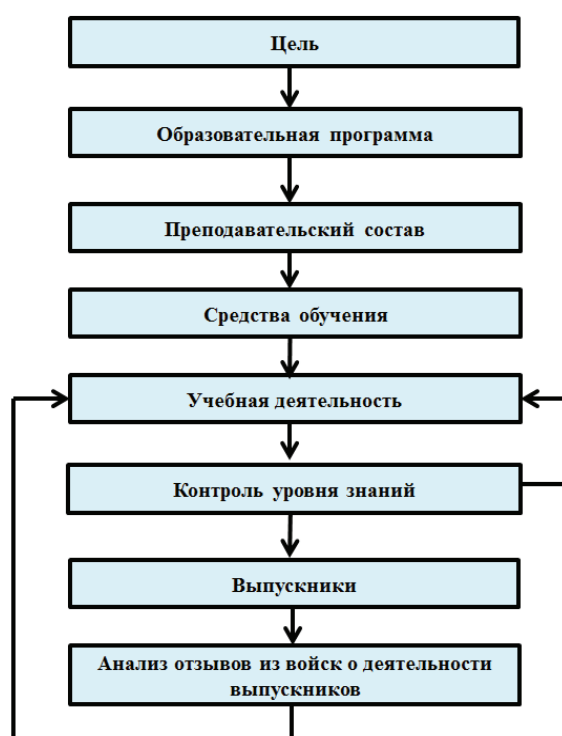 Цель
Образовательная программа
Преподавательский состав
Средства обучения
Учебная деятельность
Контроль уровня знаний
Выпускники
Анализ отзывов из войск о деятельности
выпускников